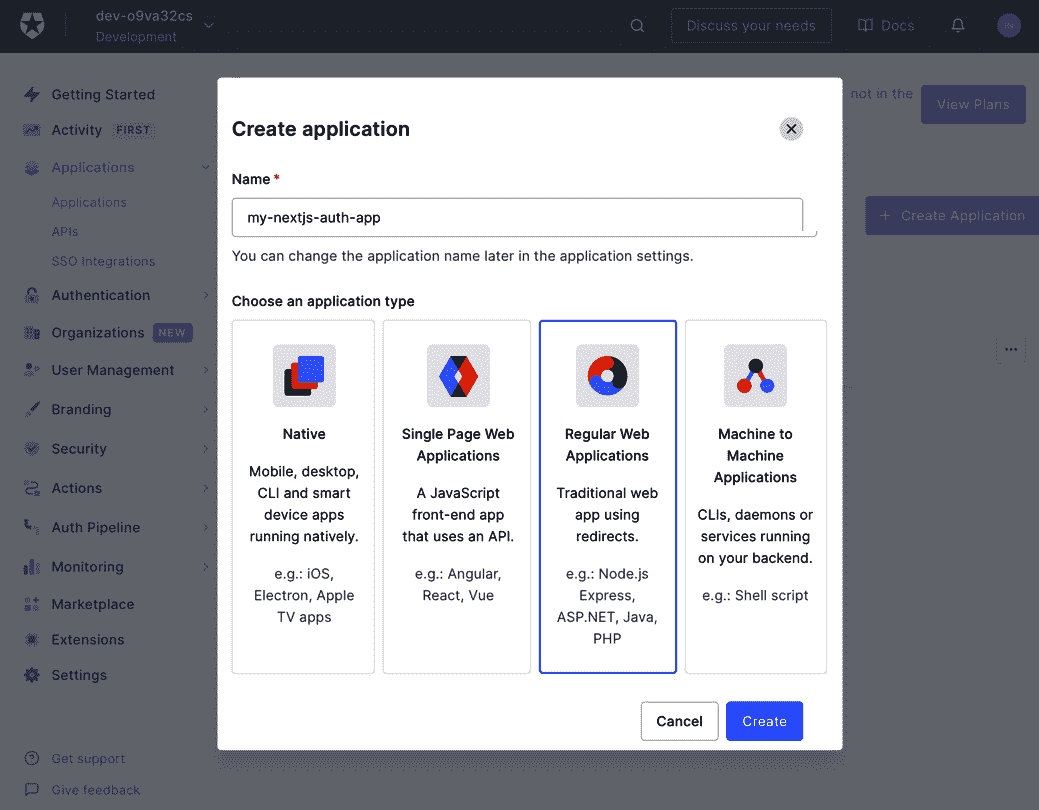 dev-o9va32cs
Development
Discuss your needs
Docs
Getting Started
Activity FIRST
Applications
Applications
APIs
SSO Integrations
Authentication
Organizations NEW
User Management
Branding
Security
Actions
Auth Pipeline
Monitoring
Marketplace
Extensions
Settings
Get support
Give feedback
not in the
View Plans
+ Create Application
Create application
Name *
my-nextjs-auth-app
You can change the application name later in the application settings.
Choose an application type
Native
Mobile, desktop,
CLI and smart
device apps
running natively.
e.g.: iOS,
Electron, Apple
TV apps
Single Page Web
Applications
A JavaScript
front-end app
that uses an API.
e.g.: Angular,
React, Vue
Regular Web
Applications
Traditional web
app using
redirects.
e.g.: Node.js
Express,
ASP.NET, Java,
PHP
Machine to
Machine
Applications
CLIs, daemons or
services running
on your backend.
e.g.: Shell script
Cancel
Create